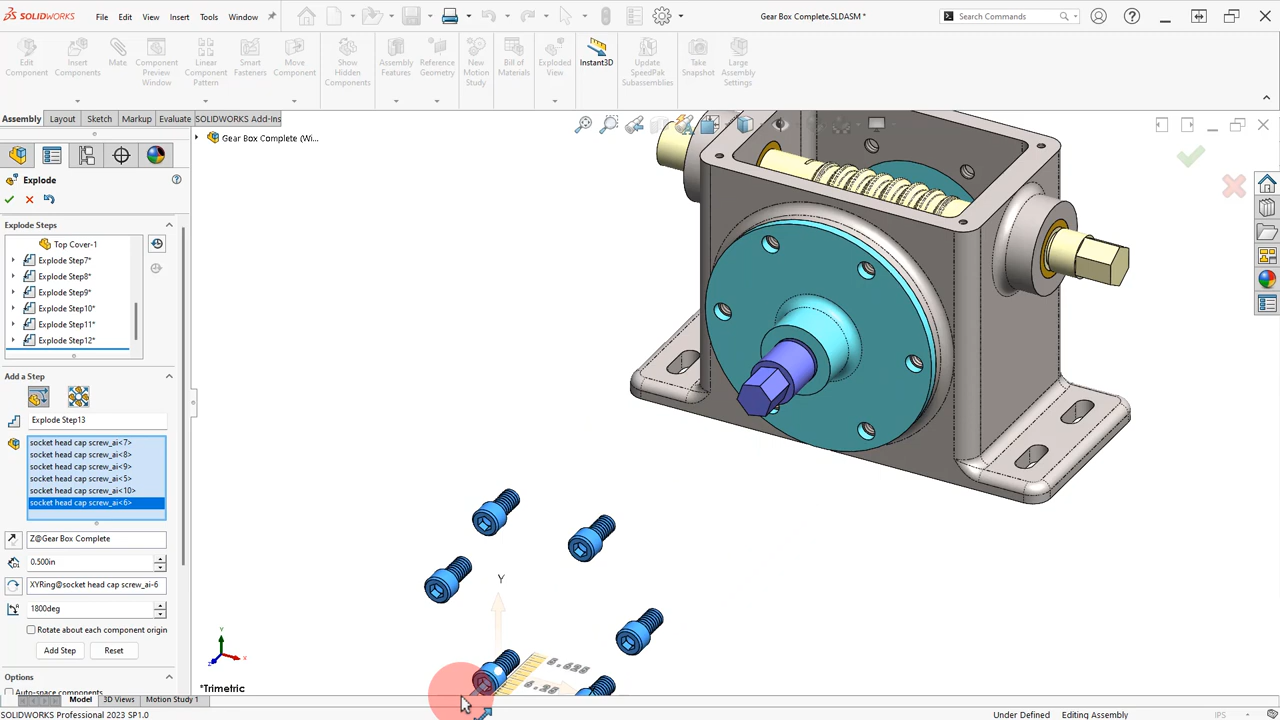 SOLIDWORKS
File Edit View Insert Tools Window
Gear Box Complete.SLDASM *
Search Commands
Edit Component
Insert Components
Mate
Component Preview Window
Linear Component Pattern
Smart Fasteners
Move Component
Show Hidden Components
Assembly Features
Reference Geometry
New Motion Study
Bill of Materials
Exploded View
Instant3D
Update SpeedPak Subassemblies
Take Snapshot
Large Assembly Settings
Assembly Layout Sketch Markup Evaluate SOLIDWORKS Add-Ins
Gear Box Complete (Wi...
Explode
Explode Steps
Top Cover-1
Explode Step7*
Explode Step8*
Explode Step9*
Explode Step10*
Explode Step11*
Explode Step12*
Add a Step
Explode Step13
socket head cap screw_ai<7>
socket head cap screw_ai<8>
socket head cap screw_ai<9>
socket head cap screw_ai<5>
socket head cap screw_ai<10>
socket head cap screw_ai<6>
Z@Gear Box Complete
0.500in
XYRing@socket head cap screw_ai-6
1800deg
Rotate about each component origin
Add Step Reset
Options
Auto-space components
Y
Y
X
Z
*Trimetric
Model 3D Views Motion Study 1
SOLIDWORKS Professional 2023 SP1.0
Under Defined Editing Assembly IPS